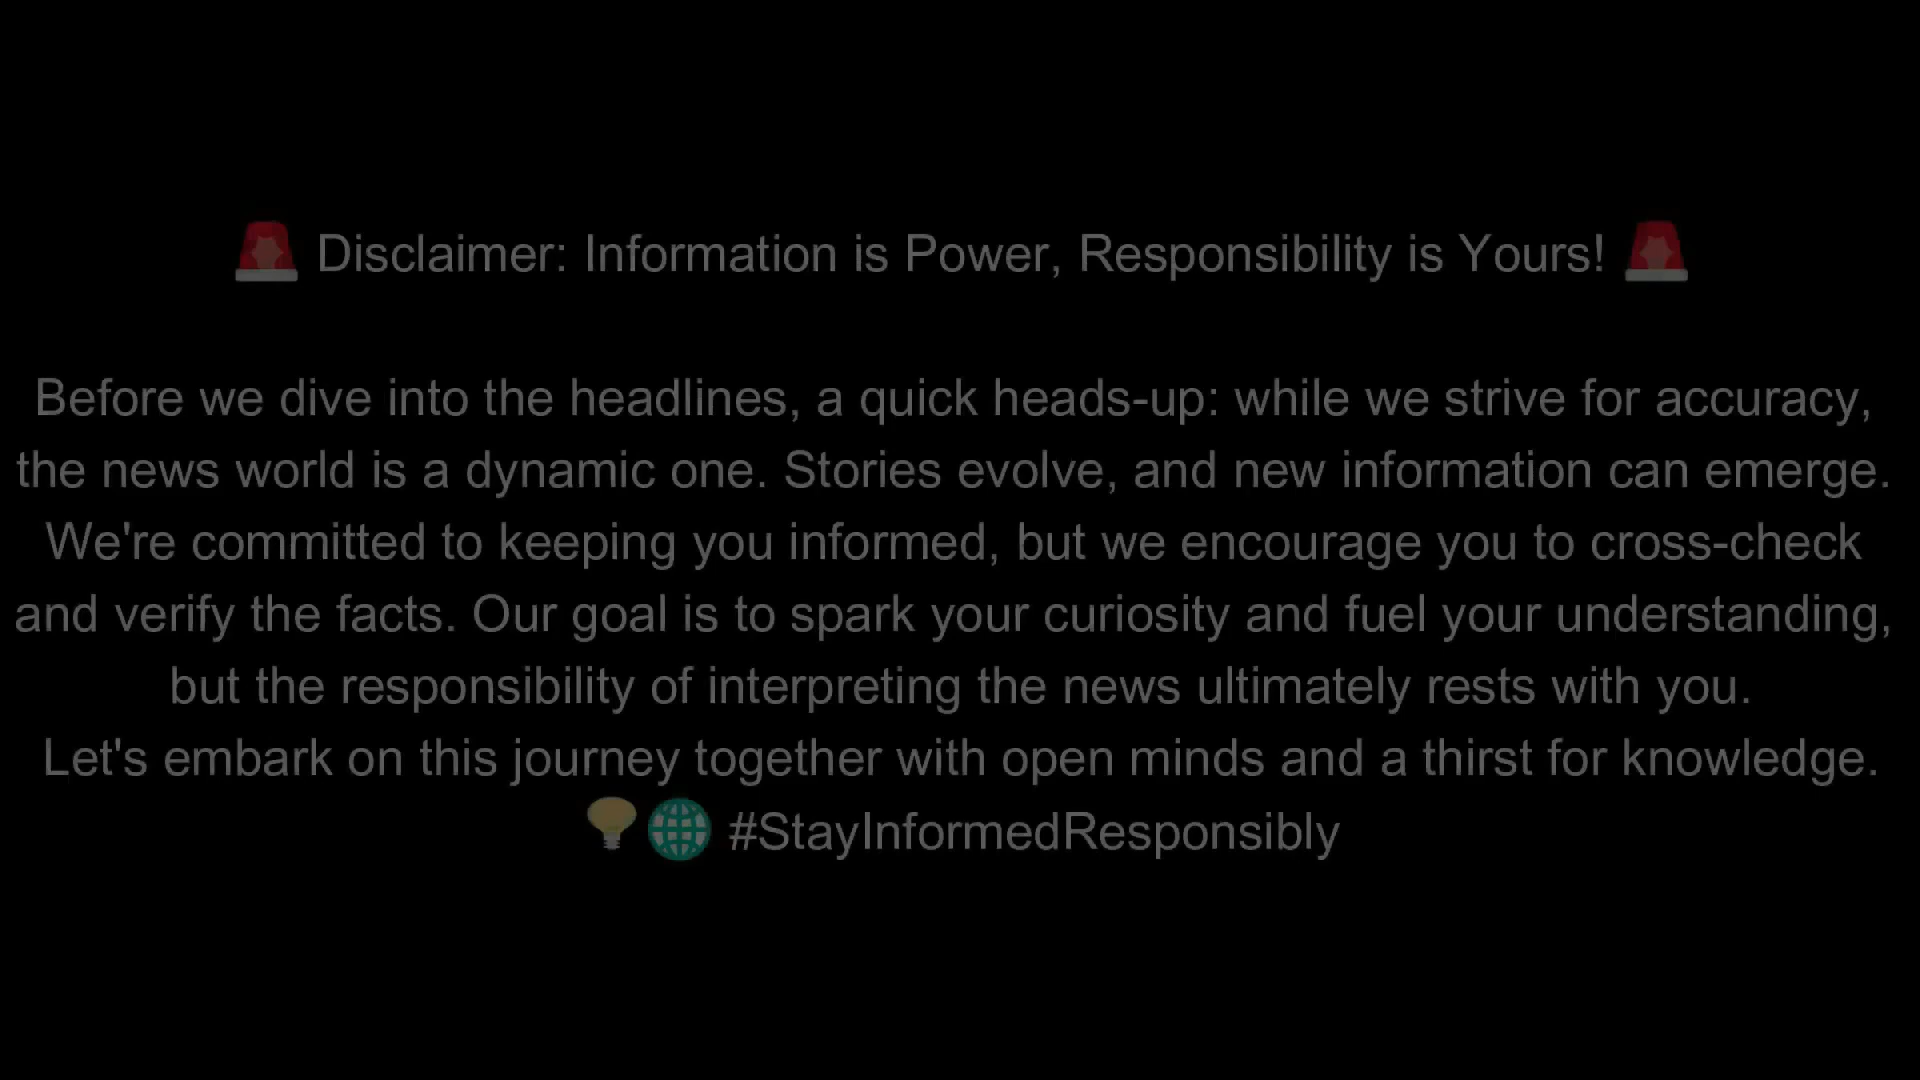 🚨 Disclaimer: Information is Power, Responsibility is Yours! 🚨
Before we dive into the headlines, a quick heads-up: while we strive for accuracy,
the news world is a dynamic one. Stories evolve, and new information can emerge.
We're committed to keeping you informed, but we encourage you to cross-check
and verify the facts. Our goal is to spark your curiosity and fuel your understanding,
but the responsibility of interpreting the news ultimately rests with you.
Let's embark on this journey together with open minds and a thirst for knowledge.
💡🌐 #StayInformedResponsibly